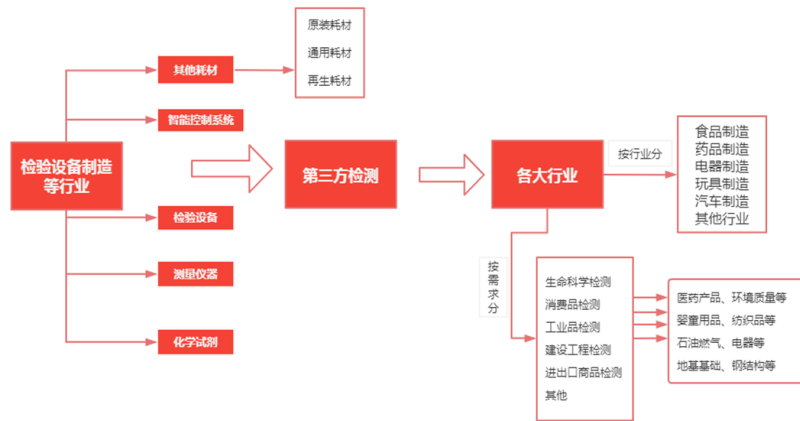 其他耗材
原装耗材
通用耗材
再生耗材
智能控制系统
检验设备制造
等行业
检验设备
测量仪器
化学试剂
第三方检测
各大行业
按行业分
食品制造
药品制造
电器制造
玩具制造
汽车制造
其他行业
按
需
求
分
生命科学检测
消费品检测
工业品检测
建设工程检测
进出口商品检测
其他
医药产品、环境质量等
婴童用品、纺织品等
石油燃气、电器等
地基基础、钢结构等